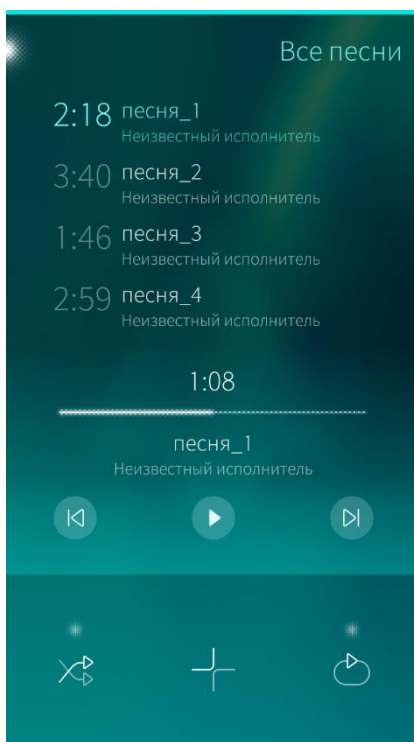 Все песни
2:18 песня_1
Неизвестный исполнитель
3:40 песня_2
Неизвестный исполнитель
1:46 песня_3
Неизвестный исполнитель
2:59 песня_4
Неизвестный исполнитель
1:08
песня_1
Неизвестный исполнитель